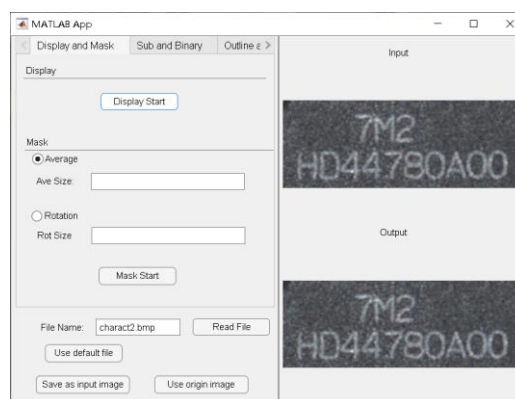 MATLAB App
Display and Mask
Sub and Binary
Outline a
Display
Display Start
Mask
Average
Ave Size:
Rotation
Rot Size
Mask Start
File Name:
charact2.bmp
Read File
Use default file
Save as input image
Use origin image
Input
7M2
HD44780A00
Output
7M2
HD44780A00